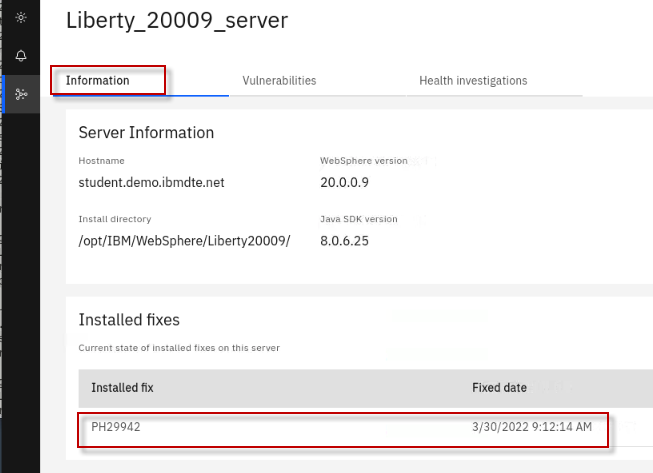 Liberty_20009_server
Information Vulnerabilities Health investigations
Server Information
Hostname WebSphere version
student.demo.ibmdte.net 20.0.0.9
Install directory Java SDK version
/opt/IBM/WebSphere/Liberty20009/ 8.0.6.25
Installed fixes
Current state of installed fixes on this server
Installed fix Fixed date
PH29942 3/30/2022 9:12:14 AM